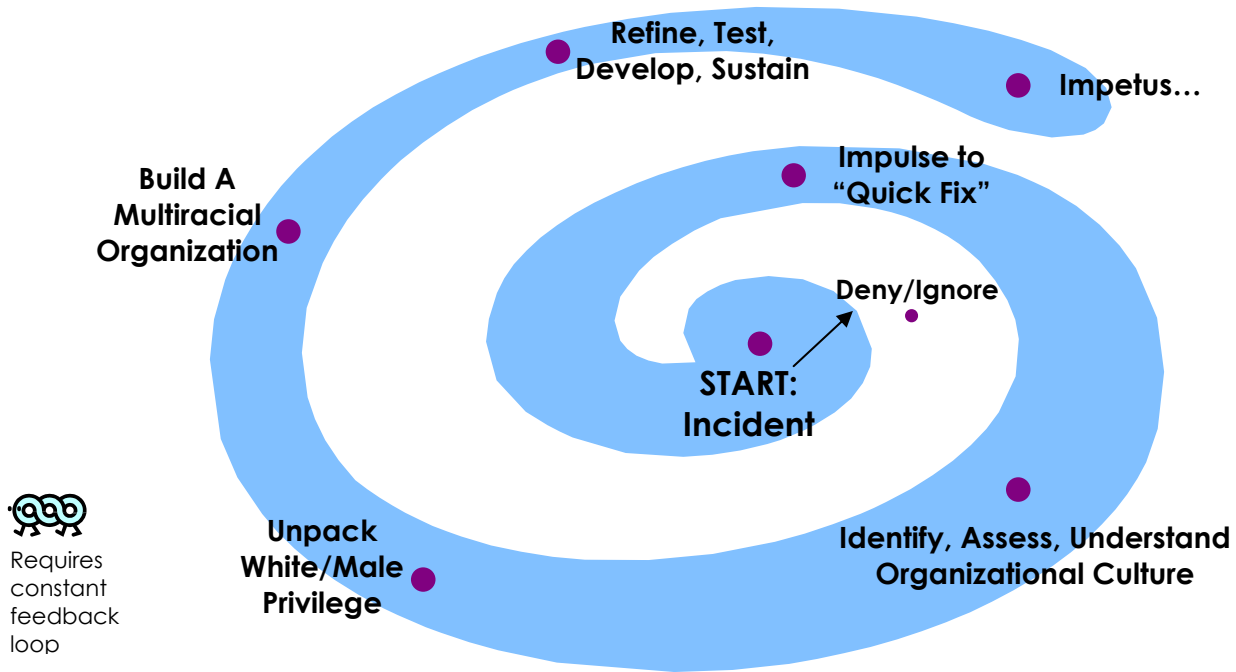 Refine, Test,
Develop, Sustain
Impetus…
Impulse to
“Quick Fix”
Build A
Multiracial
Organization
Deny/Ignore
START:
Incident
Unpack
White/Male
Privilege
Identify, Assess, Understand
Organizational Culture
Requires
constant
feedback
loop